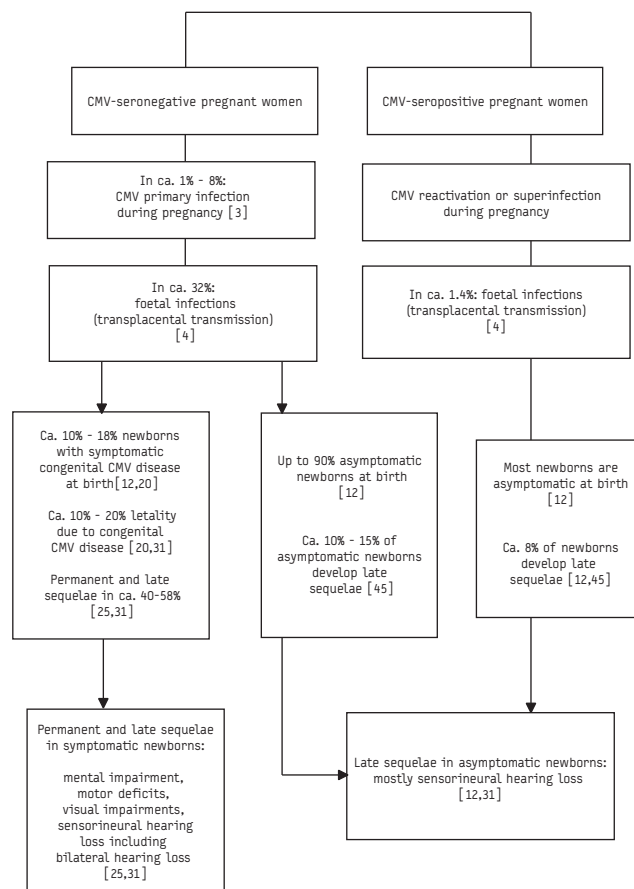 CMV-seronegative pregnant women
CMV-seropositive pregnant women
In ca. 1% - 8%:
CMV primary infection
during pregnancy [3]
CMV reactivation or superinfection
during pregnancy
In ca. 32%:
foetal infections
(transplacental transmission)
[4]
In ca. 1.4%: foetal infections
(transplacental transmission)
[4]
Ca. 10% - 18% newborns
with symptomatic
congenital CMV disease
at birth[12,20]
Ca. 10% - 20% letality
due to congenital
CMV disease [20,31]
Permanent and late
sequelae in ca. 40-58%
[25,31]
Up to 90% asymptomatic
newborns at birth
[12]
Ca. 10% - 15% of
asymptomatic newborns
develop late
sequelae [45]
Most newborns are
asymptomatic at birth
[12]
Ca. 8% of newborns
develop late
sequelae [12,45]
Permanent and late sequelae
in symptomatic newborns:
mental impairment,
motor deficits,
visual impairments,
sensorineural hearing
loss including
bilateral hearing loss
[25,31]
Late sequelae in asymptomatic newborns:
mostly sensorineural hearing loss
[12,31]